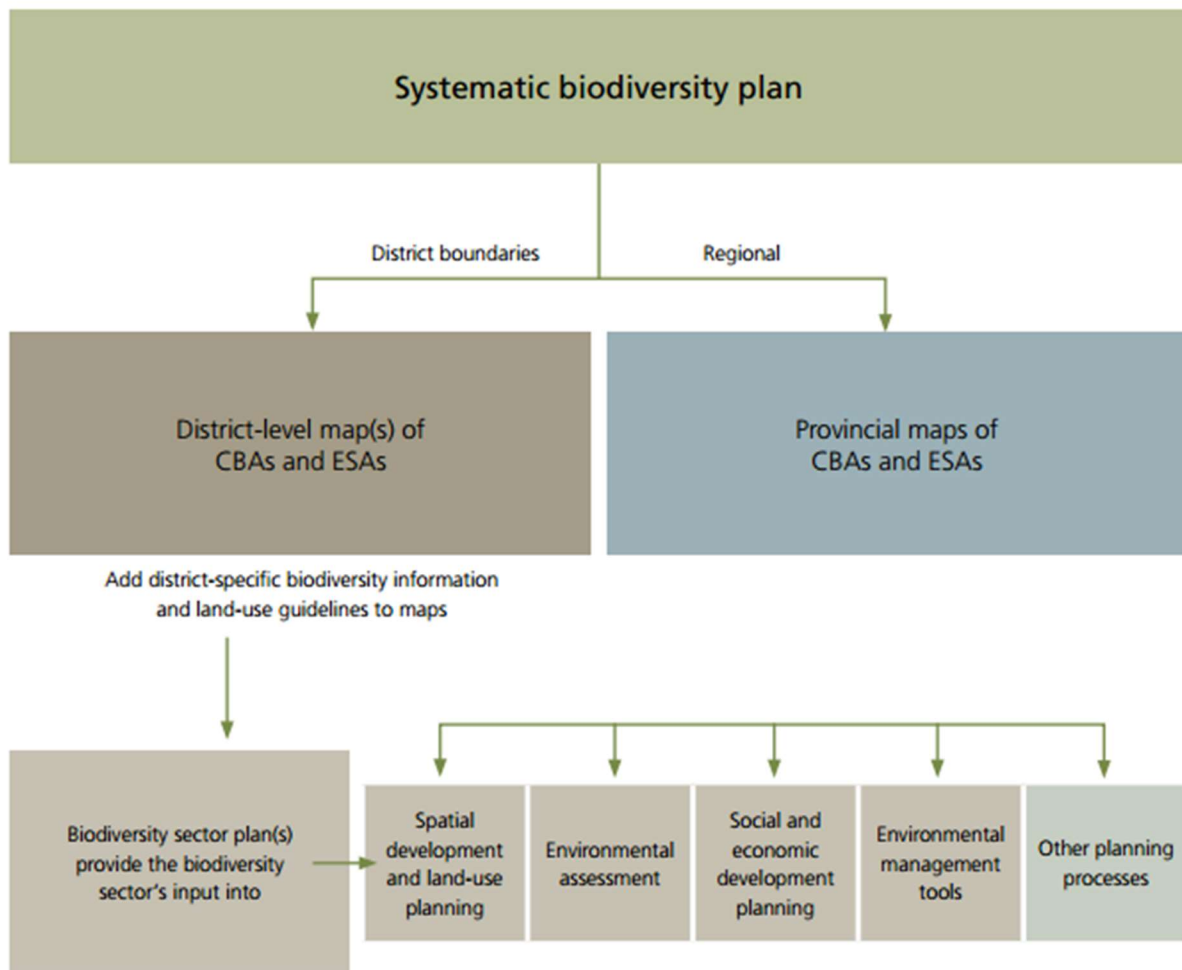 Systematic biodiversity plan
District boundaries
Regional
District-level map(s) of
CBAs and ESAs
Provincial maps of
CBAs and ESAs
Add district-specific biodiversity information
and land-use guidelines to maps
Biodiversity sector plan(s)
provide the biodiversity
sector's input into
Spatial
development
and land-use
planning
Environmental
assessment
Social and
economic
development
planning
Environmental
management
tools
Other planning
processes